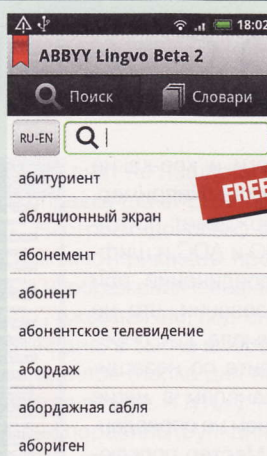 18:02
ABBYY Lingvo Beta 2
Поиск
Словари
RU-EN
FREE
абитуриент
абляционный экран
абонемент
абонент
абонентское телевидение
абордаж
абордажная сабля
абориген